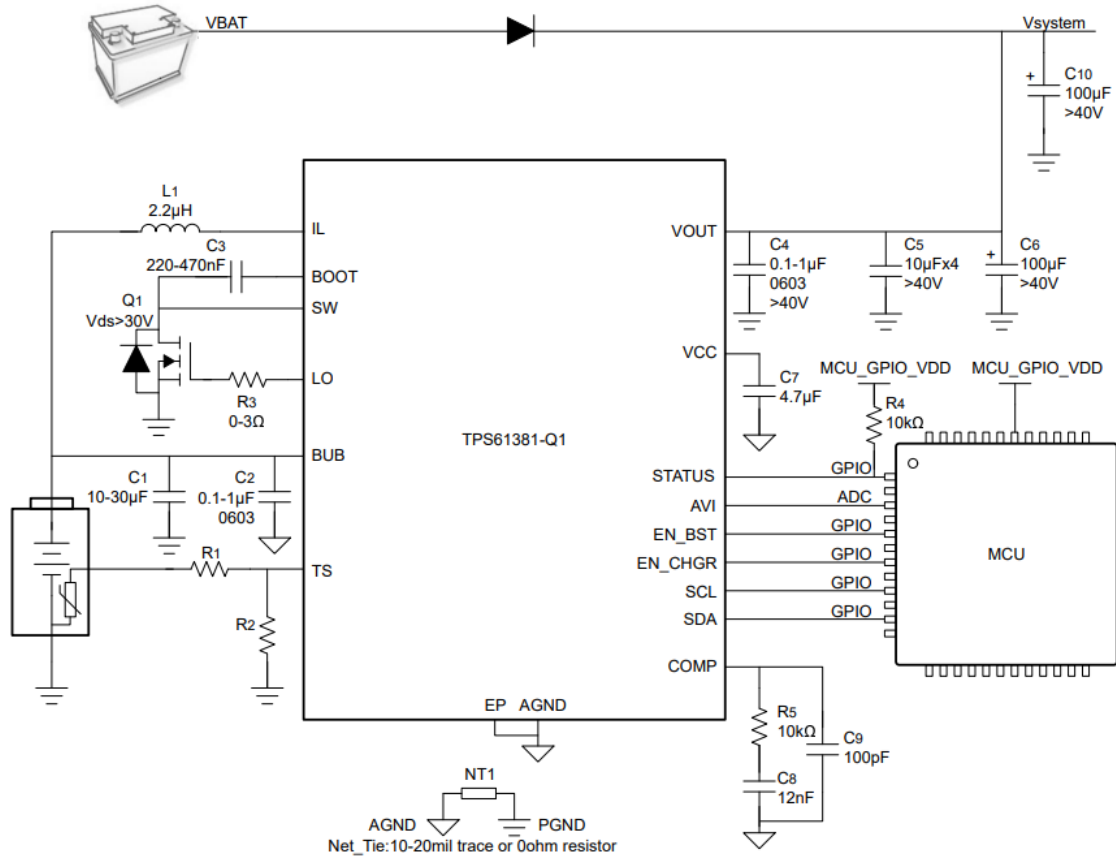 VBAT
Vsystem
C10
100µF
>40V
L1
2.2µH
IL
C3
220-470nF
BOOT
SW
Q1
Vds>30V
LO
R3
0-3Ω
BUB
C1
10-30µF
C2
0.1-1µF
0603
R1
TS
R2
TPS61381-Q1
EP AGND
VOUT
C4
0.1-1µF
0603
>40V
C5
10µFx4
>40V
C6
100µF
>40V
VCC
C7
4.7µF
MCU_GPIO_VDD
MCU_GPIO_VDD
R4
10kΩ
STATUS
GPIO
AVI
ADC
EN_BST
GPIO
EN_CHGR
GPIO
SCL
GPIO
SDA
GPIO
MCU
COMP
R5
10kΩ
C9
100pF
C8
12nF
NT1
AGND
PGND
Net_Tie:10-20mil trace or 0ohm resistor